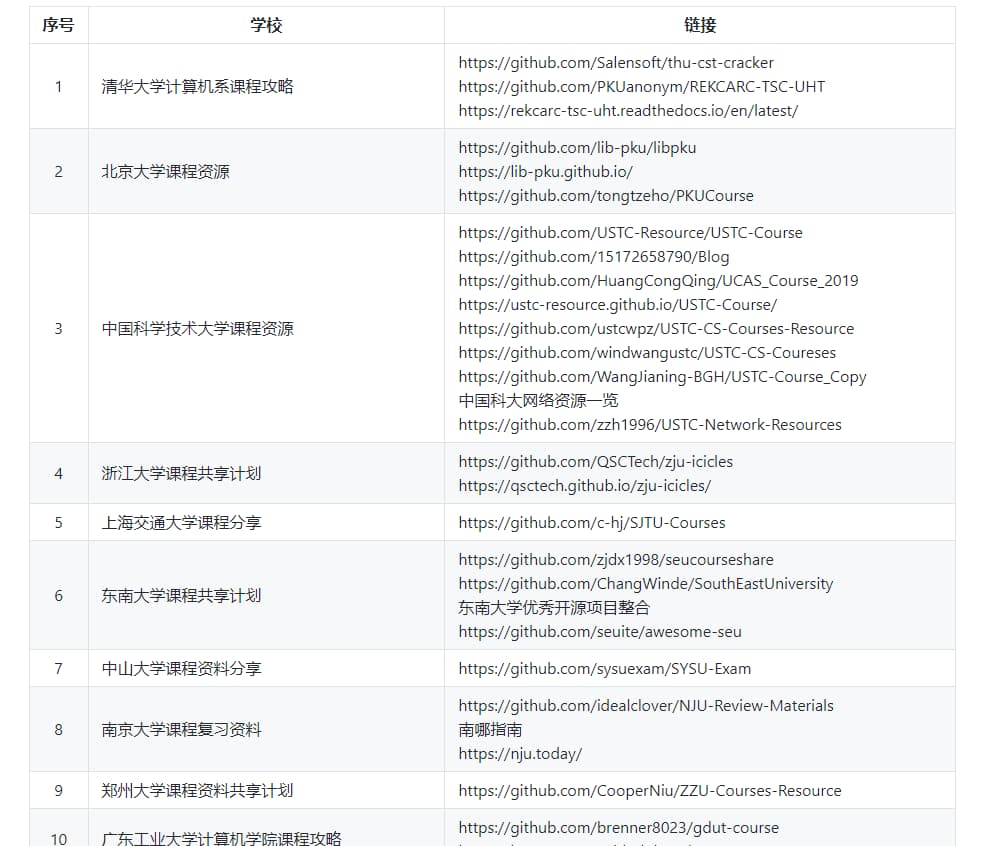 序号 学校 链接
1 清华大学计算机系课程攻略
https://github.com/Salensoft/thu-cst-cracker
https://github.com/PKUanonym/REKCARC-TSC-UHT
https://rekcarc-tsc-uht.readthedocs.io/en/latest/
2 北京大学课程资源
https://github.com/lib-pku/libpku
https://lib-pku.github.io/
https://github.com/tongtzeho/PKUCourse
3 中国科学技术大学课程资源
https://github.com/USTC-Resource/USTC-Course
https://github.com/15172658790/Blog
https://github.com/HuangCongQing/UCAS_Course_2019
https://ustc-resource.github.io/USTC-Course/
https://github.com/ustcwpz/USTC-CS-Courses-Resource
https://github.com/windwangustc/USTC-CS-Coureses
https://github.com/WangJianing-BGH/USTC-Course_Copy
中国科大网络资源一览
https://github.com/zzh1996/USTC-Network-Resources
4 浙江大学课程共享计划
https://github.com/QSCTech/zju-icicles
https://qsctech.github.io/zju-icicles/
5 上海交通大学课程分享
https://github.com/c-hj/SJTU-Courses
6 东南大学课程共享计划
https://github.com/zjdx1998/seucourseshare
https://github.com/ChangWinde/SouthEastUniversity
东南大学优秀开源项目整合
https://github.com/seuite/awesome-seu
7 中山大学课程资料分享
https://github.com/sysuexam/SYSU-Exam
8 南京大学课程复习资料
https://github.com/idealclover/NJU-Review-Materials
南哪指南
https://nju.today/
9 郑州大学课程资料共享计划
https://github.com/CooperNiu/ZZU-Courses-Resource
10 广东工业大学计算机学院课程攻略
https://github.com/brenner8023/gdut-course